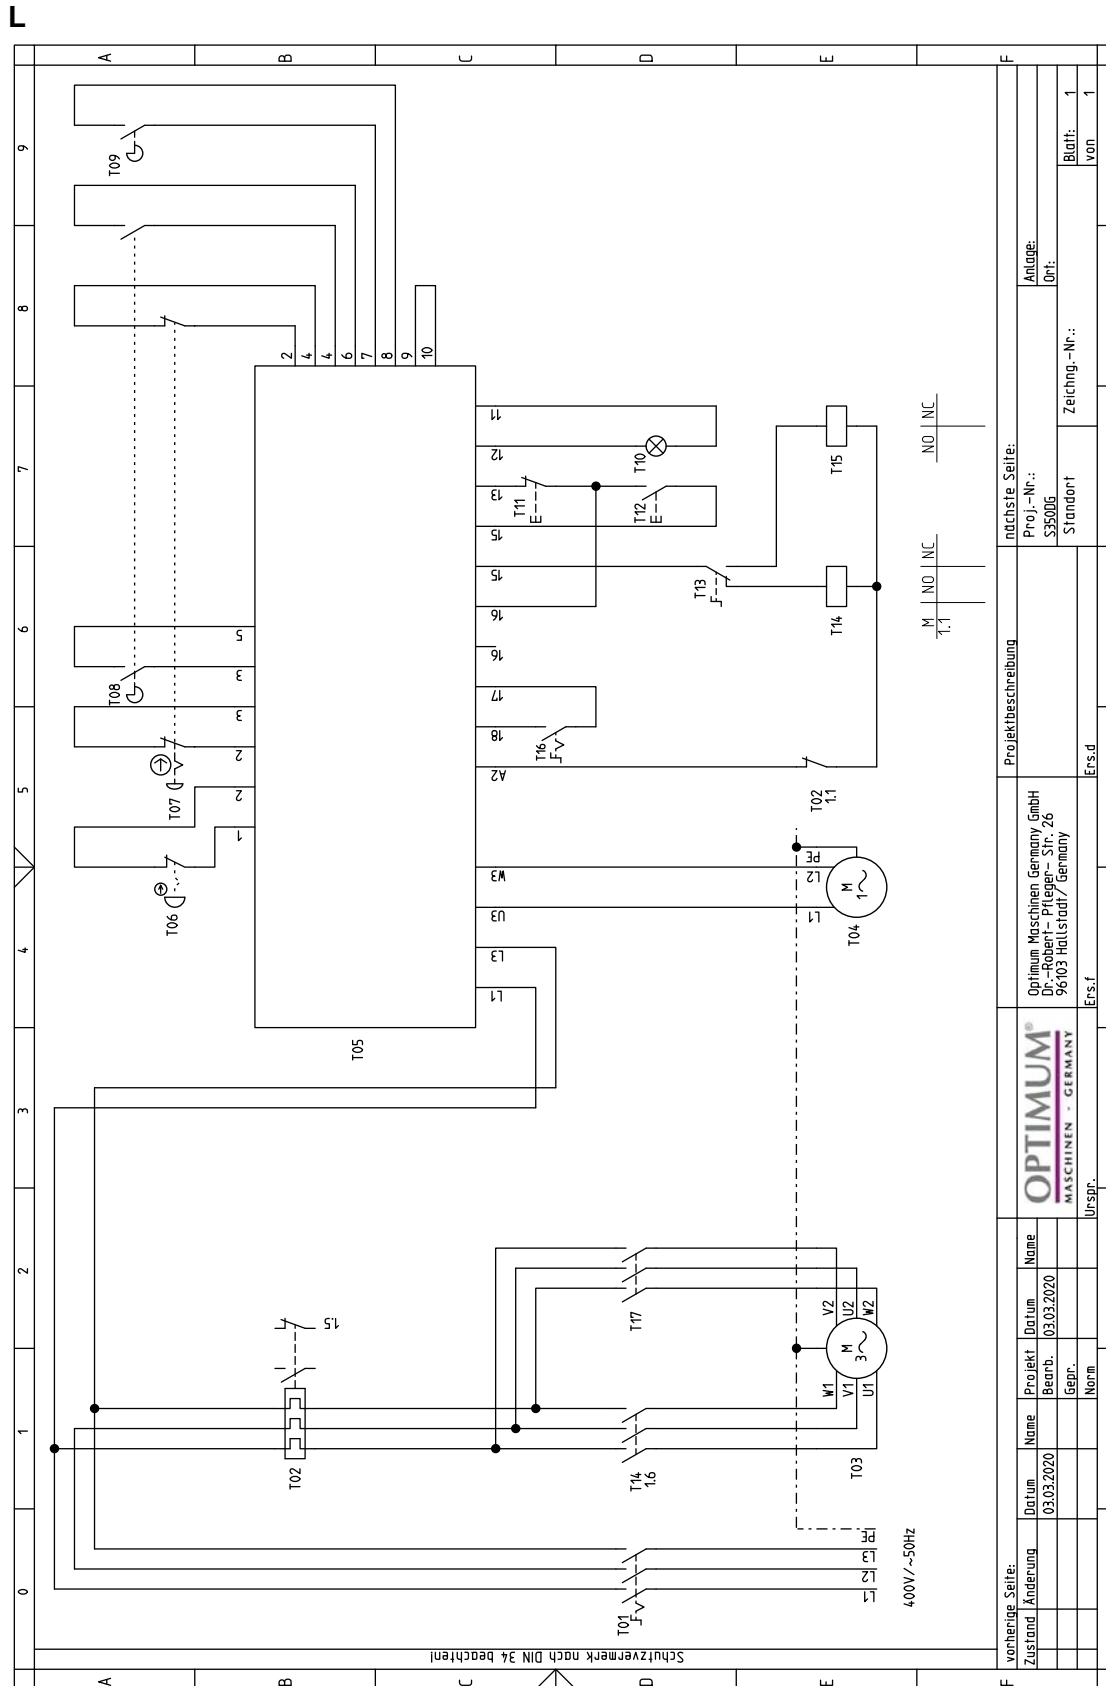 L
A
B
C
D
E
F
9
8
7
6
5
4
3
2
1
0
T09
T08
T07
T06
2
4
4
6
7
8
9
10
5
3
3
2
2
1
11
12
13
15
15
16
16
17
18
A2
W3
U3
L3
L1
T05
T10
T11
T12
T13
T15
T14
T16
T02
1.1
NO
NC
M
NO
NC
1.1
PE
L2
L1
M
1
T04
T02
1.5
T17
T14
1.6
V2
U2
W2
M
3
W1
V1
U1
T03
T01
PE
L3
L2
L1
400V/~50Hz
Schutzvermerk nach DIN 34 beachten!
A
B
C
D
E
F
vorherige Seite:
Zustand
Änderung
Datum
Name
03.03.2020
Projekt
Datum
Name
Bearb.
03.03.2020
Gepr.
Norm
Urspr.
OPTIMUM®
MASCHINEN - GERMANY
Optimum Maschinen Germany GmbH
Dr.-Robert- Pfleger- Str. 26
96103 Hallstadt/ Germany
Ers.f
Ers.d
Projektbeschreibung
nächste Seite:
Proj.-Nr.:
S350DG
Standort
Anlage:
Ort:
Zeichng.-Nr.:
Blatt:
1
von
1